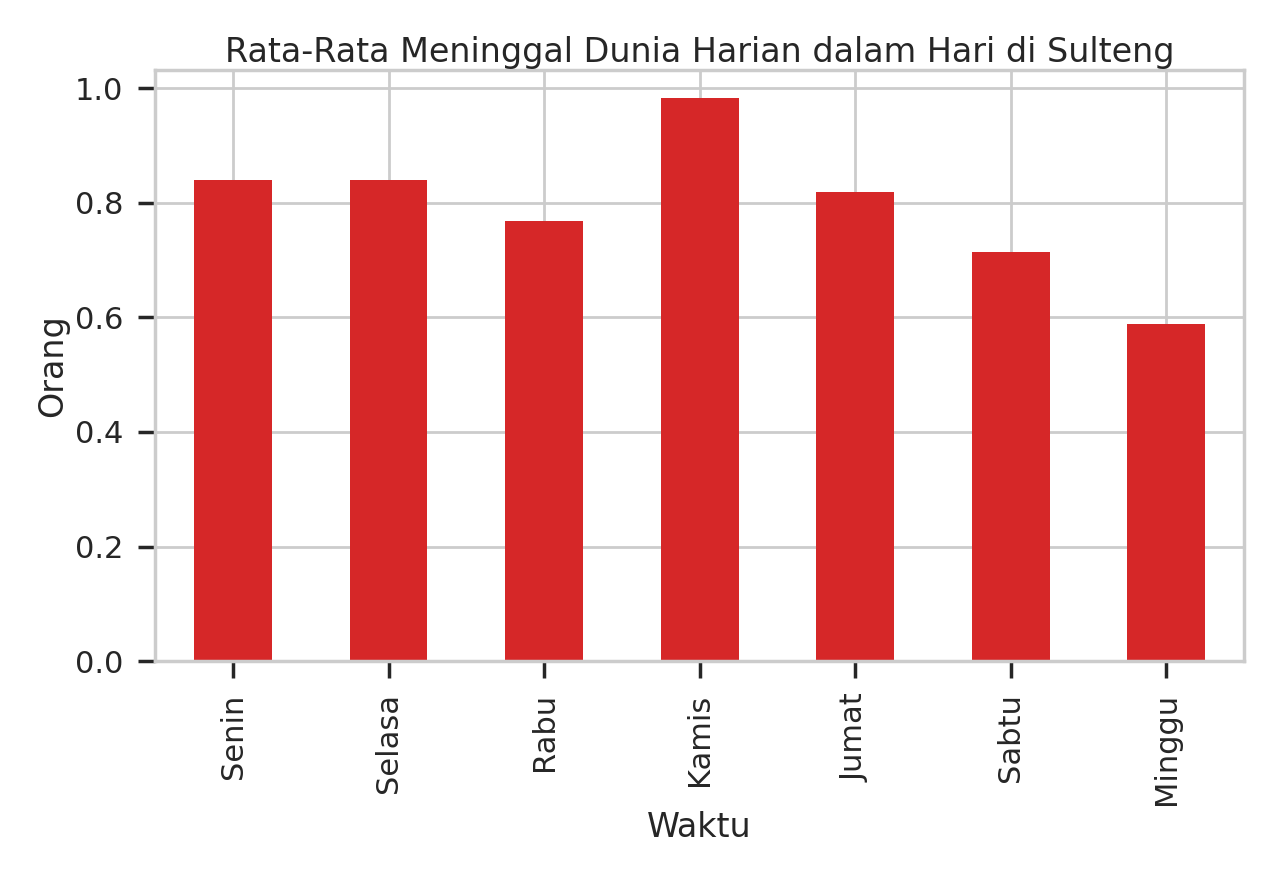 Rata-Rata Meninggal Dunia Harian dalam Hari di Sulteng
1.0
0.8
0.6
0.4
0.2
0.0
Orang
Senin
Selasa
Rabu
Kamis
Jumat
Sabtu
Minggu
Waktu